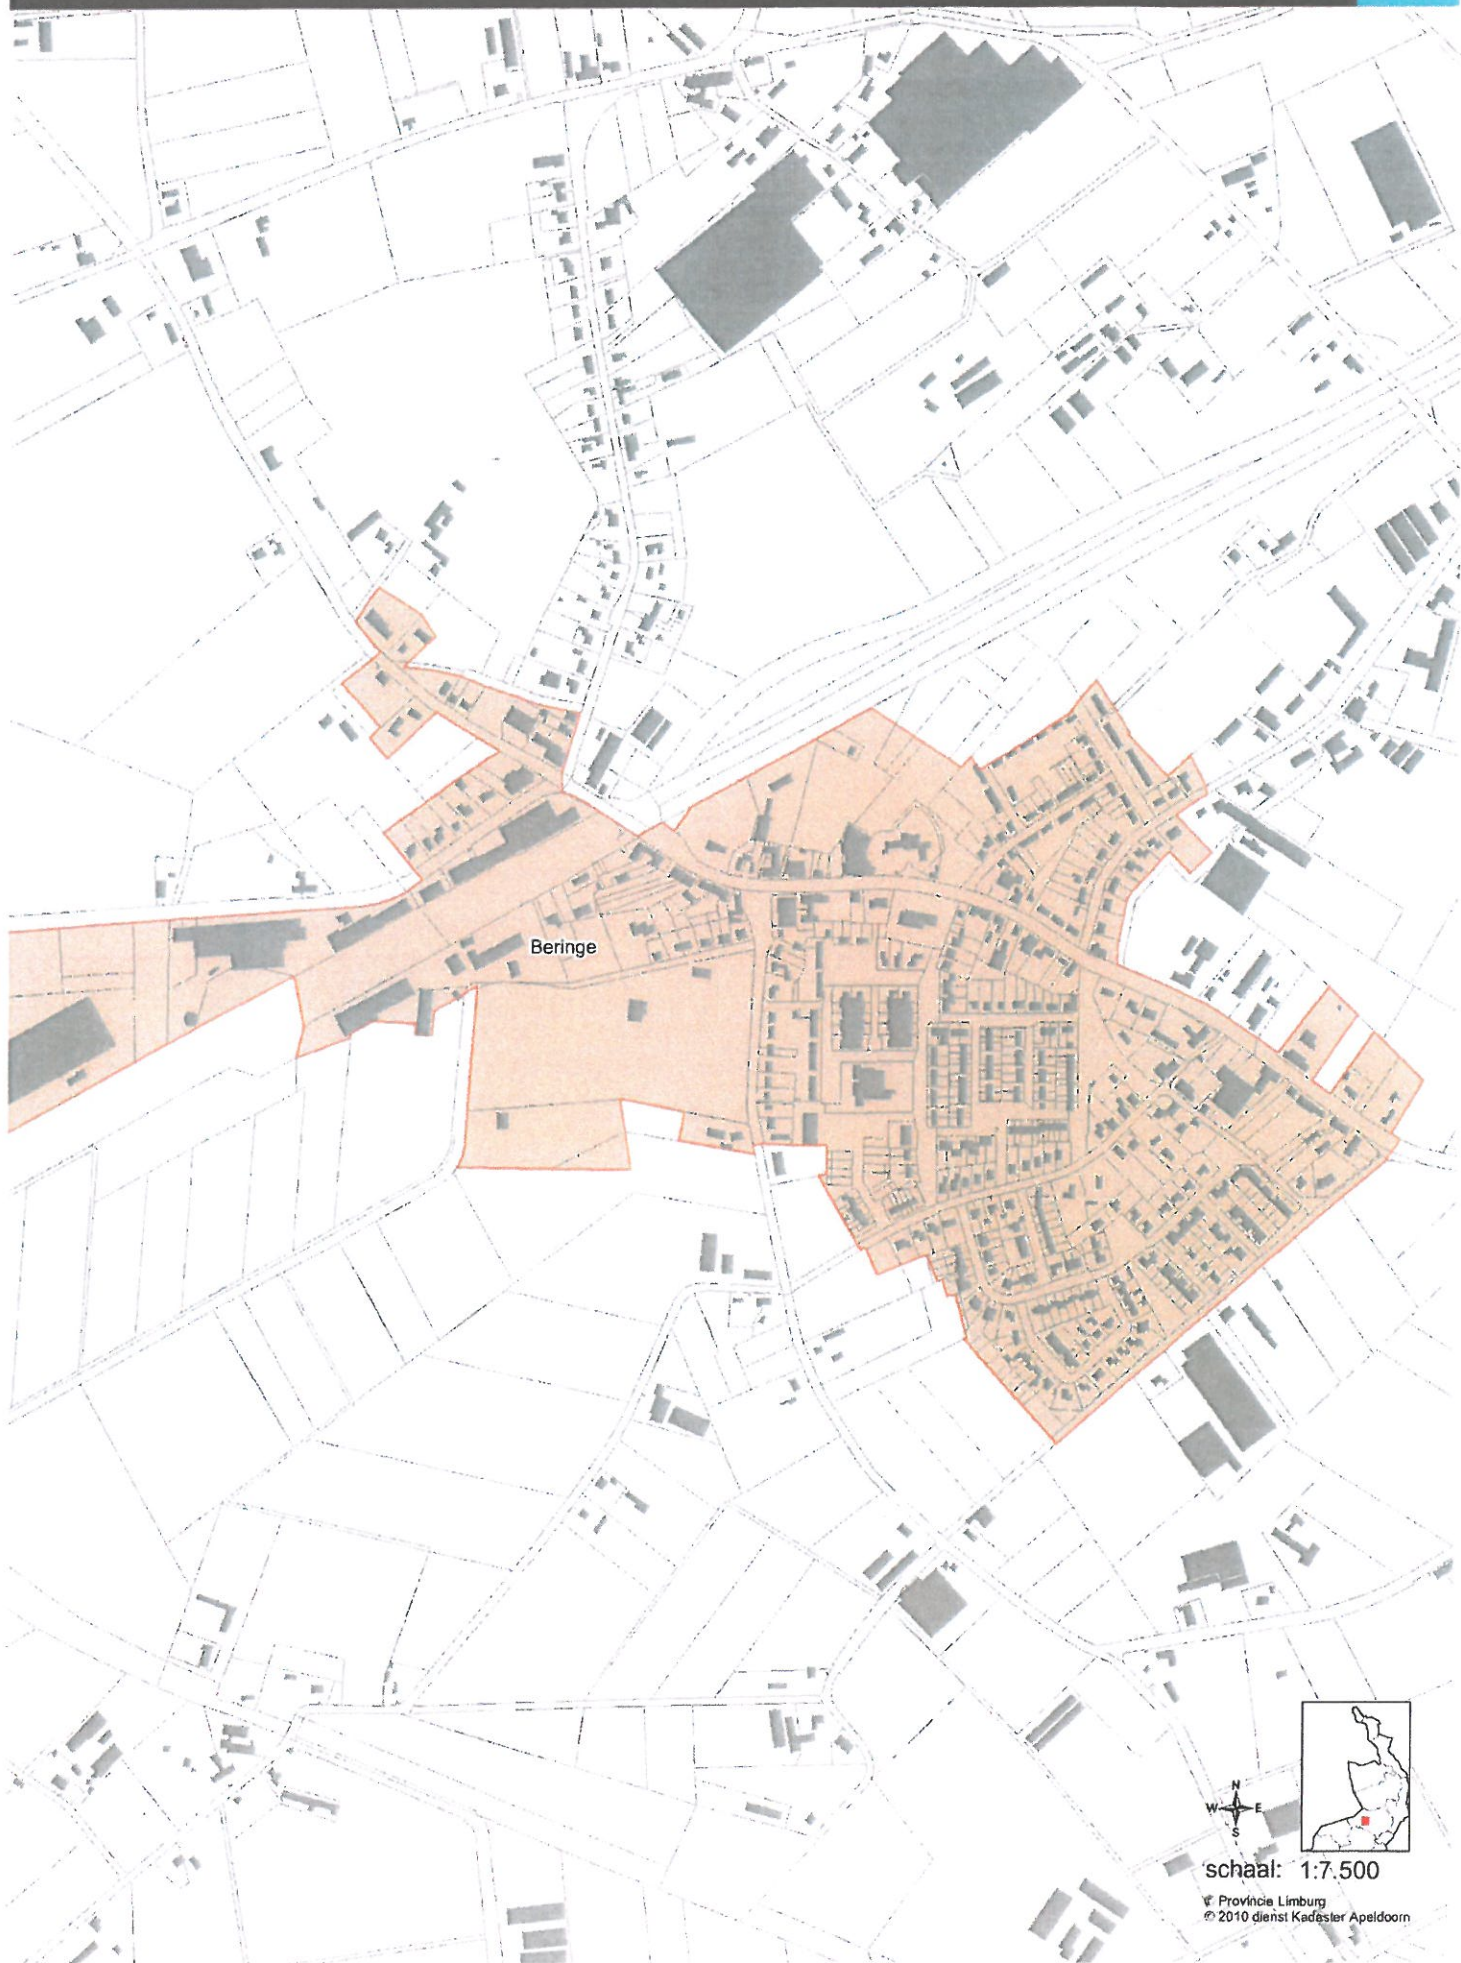 Beringe
N
W E
S
schaal: 1:7.500
© Provincie Limburg
© 2010 dienst Kadaster Apeldoorn